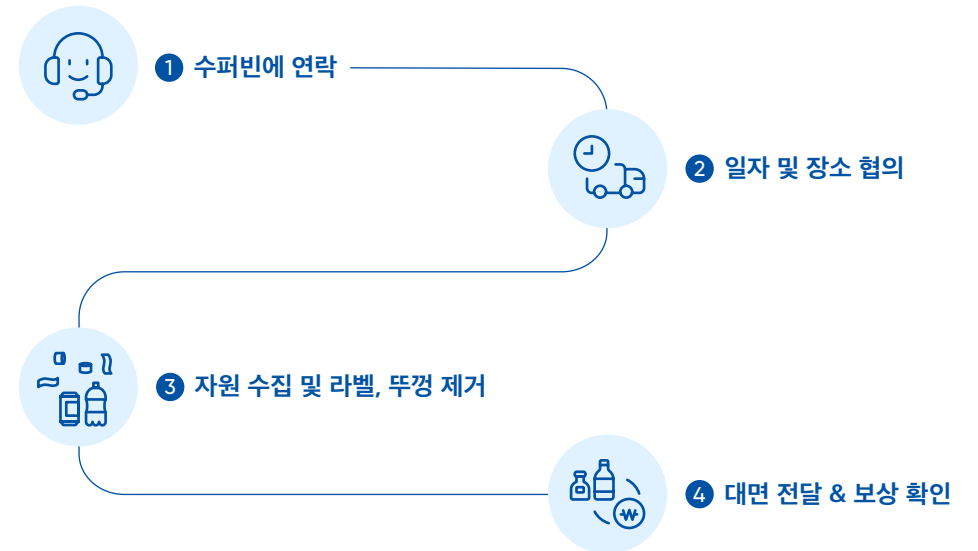 1 수퍼빈에 연락
2 일자 및 장소 협의
3 자원 수집 및 라벨, 뚜껑 제거
4 대면 전달 & 보상 확인
₩